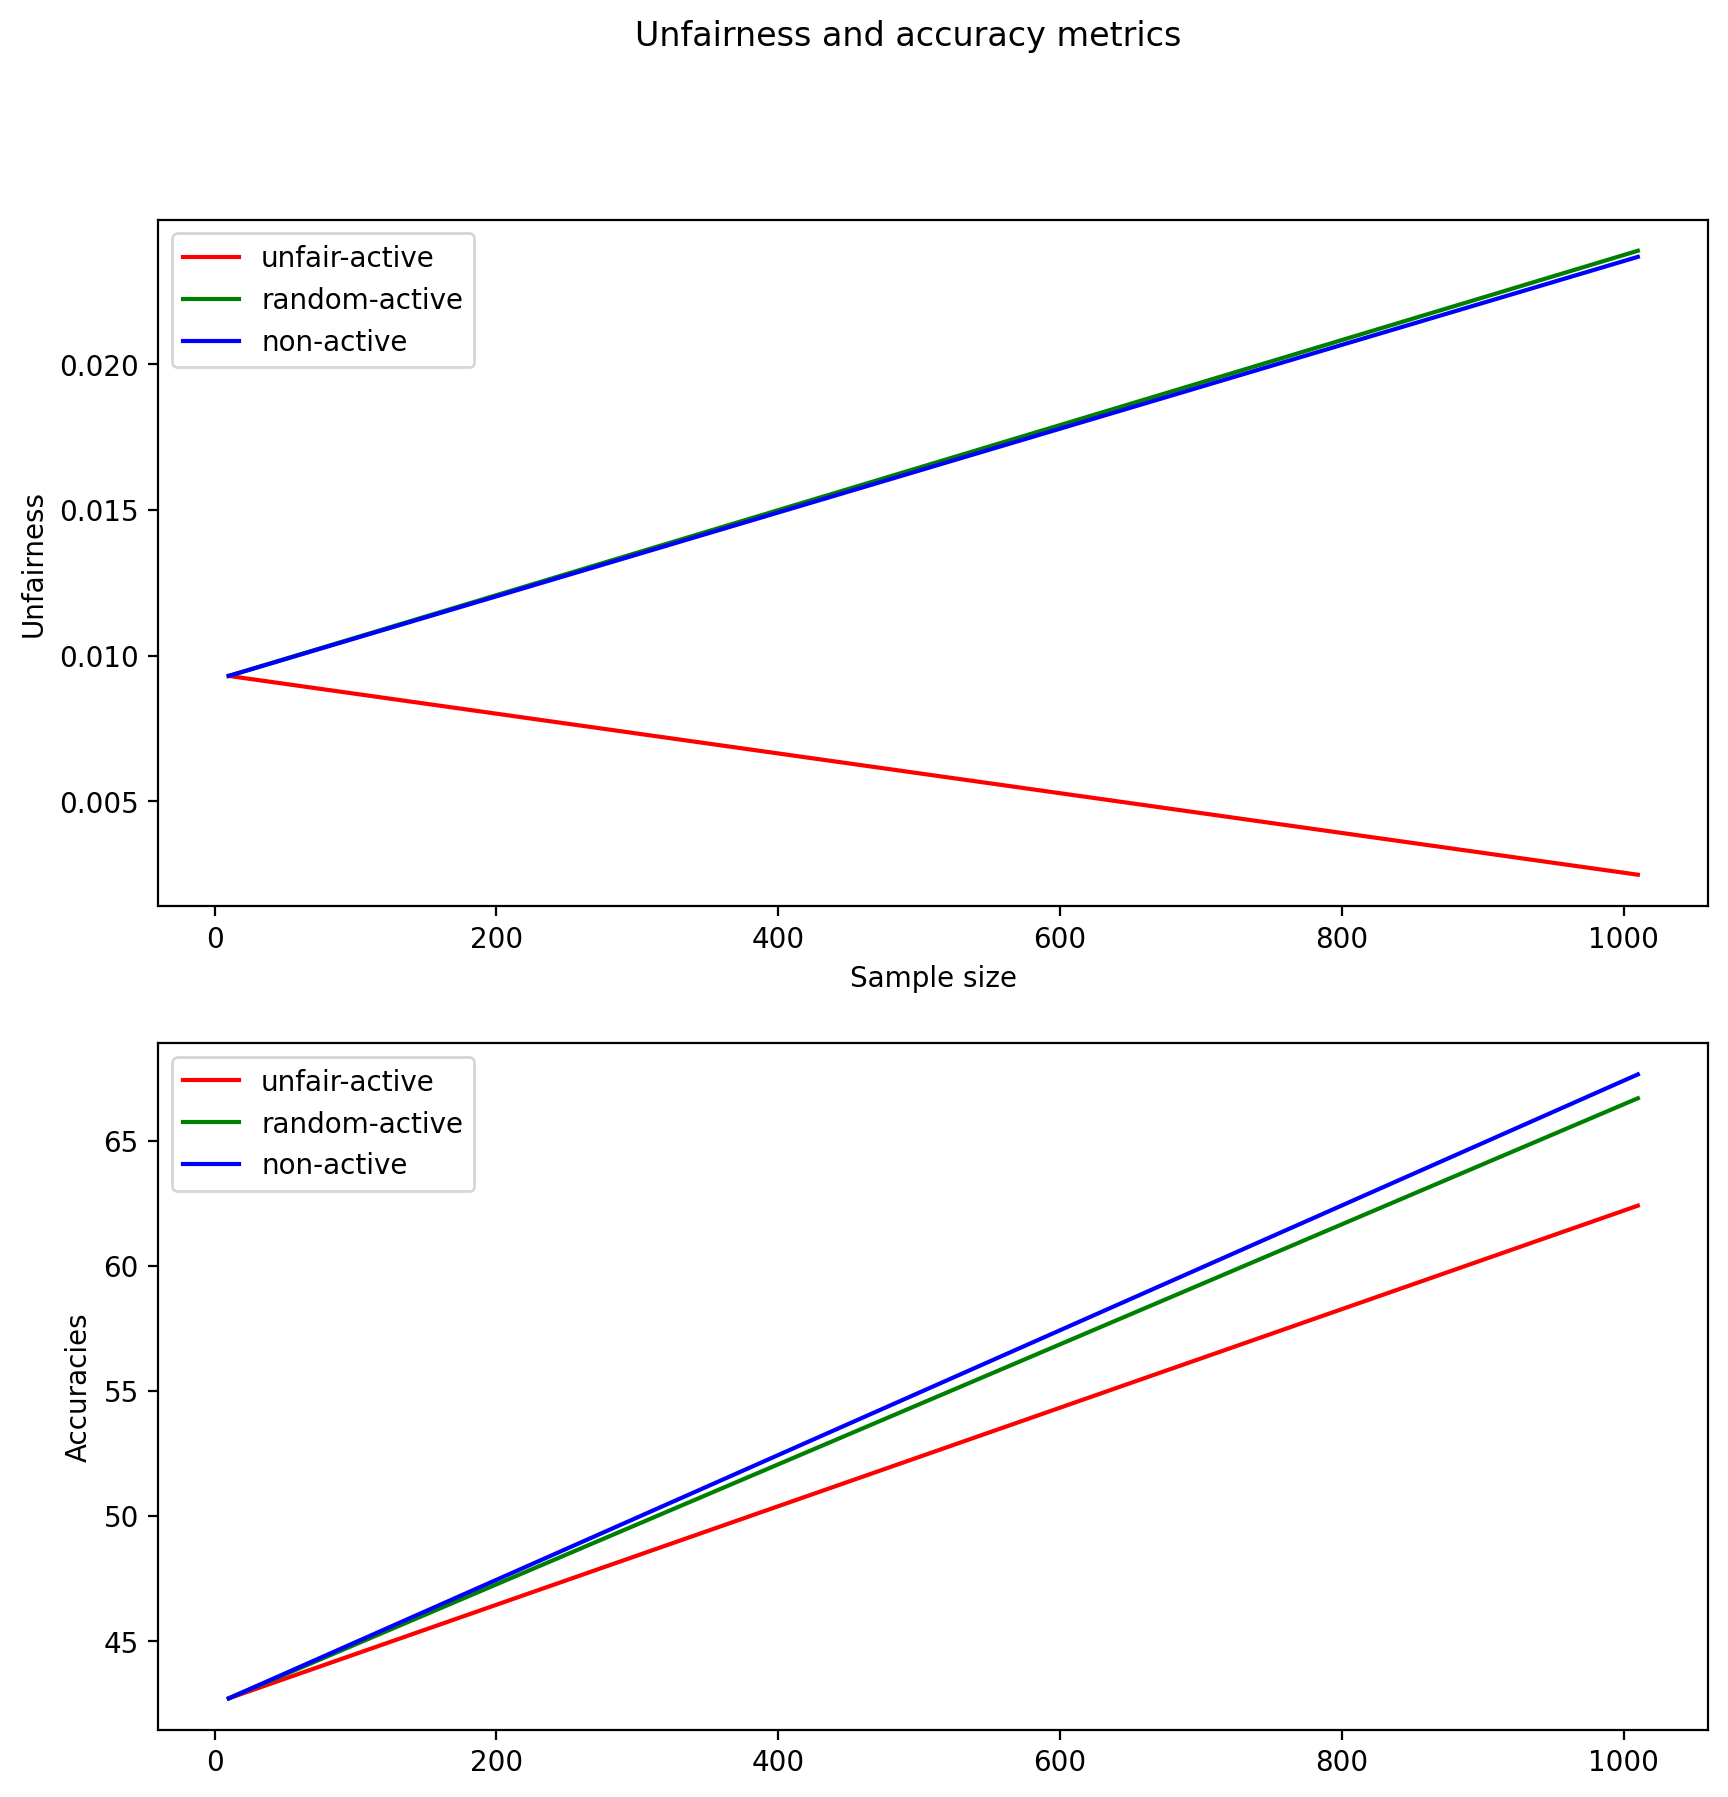 Unfairness and accuracy metrics
unfair-active
random-active
non-active
0.020
0.015
0.010
0.005
Unfairness
0 200 400 600 800 1000
Sample size
unfair-active
random-active
non-active
65
60
55
50
45
Accuracies
0 200 400 600 800 1000